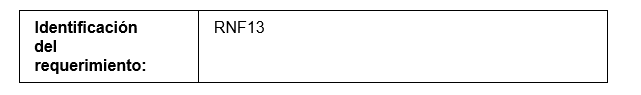 Identificación RNF13
del
requerimiento: